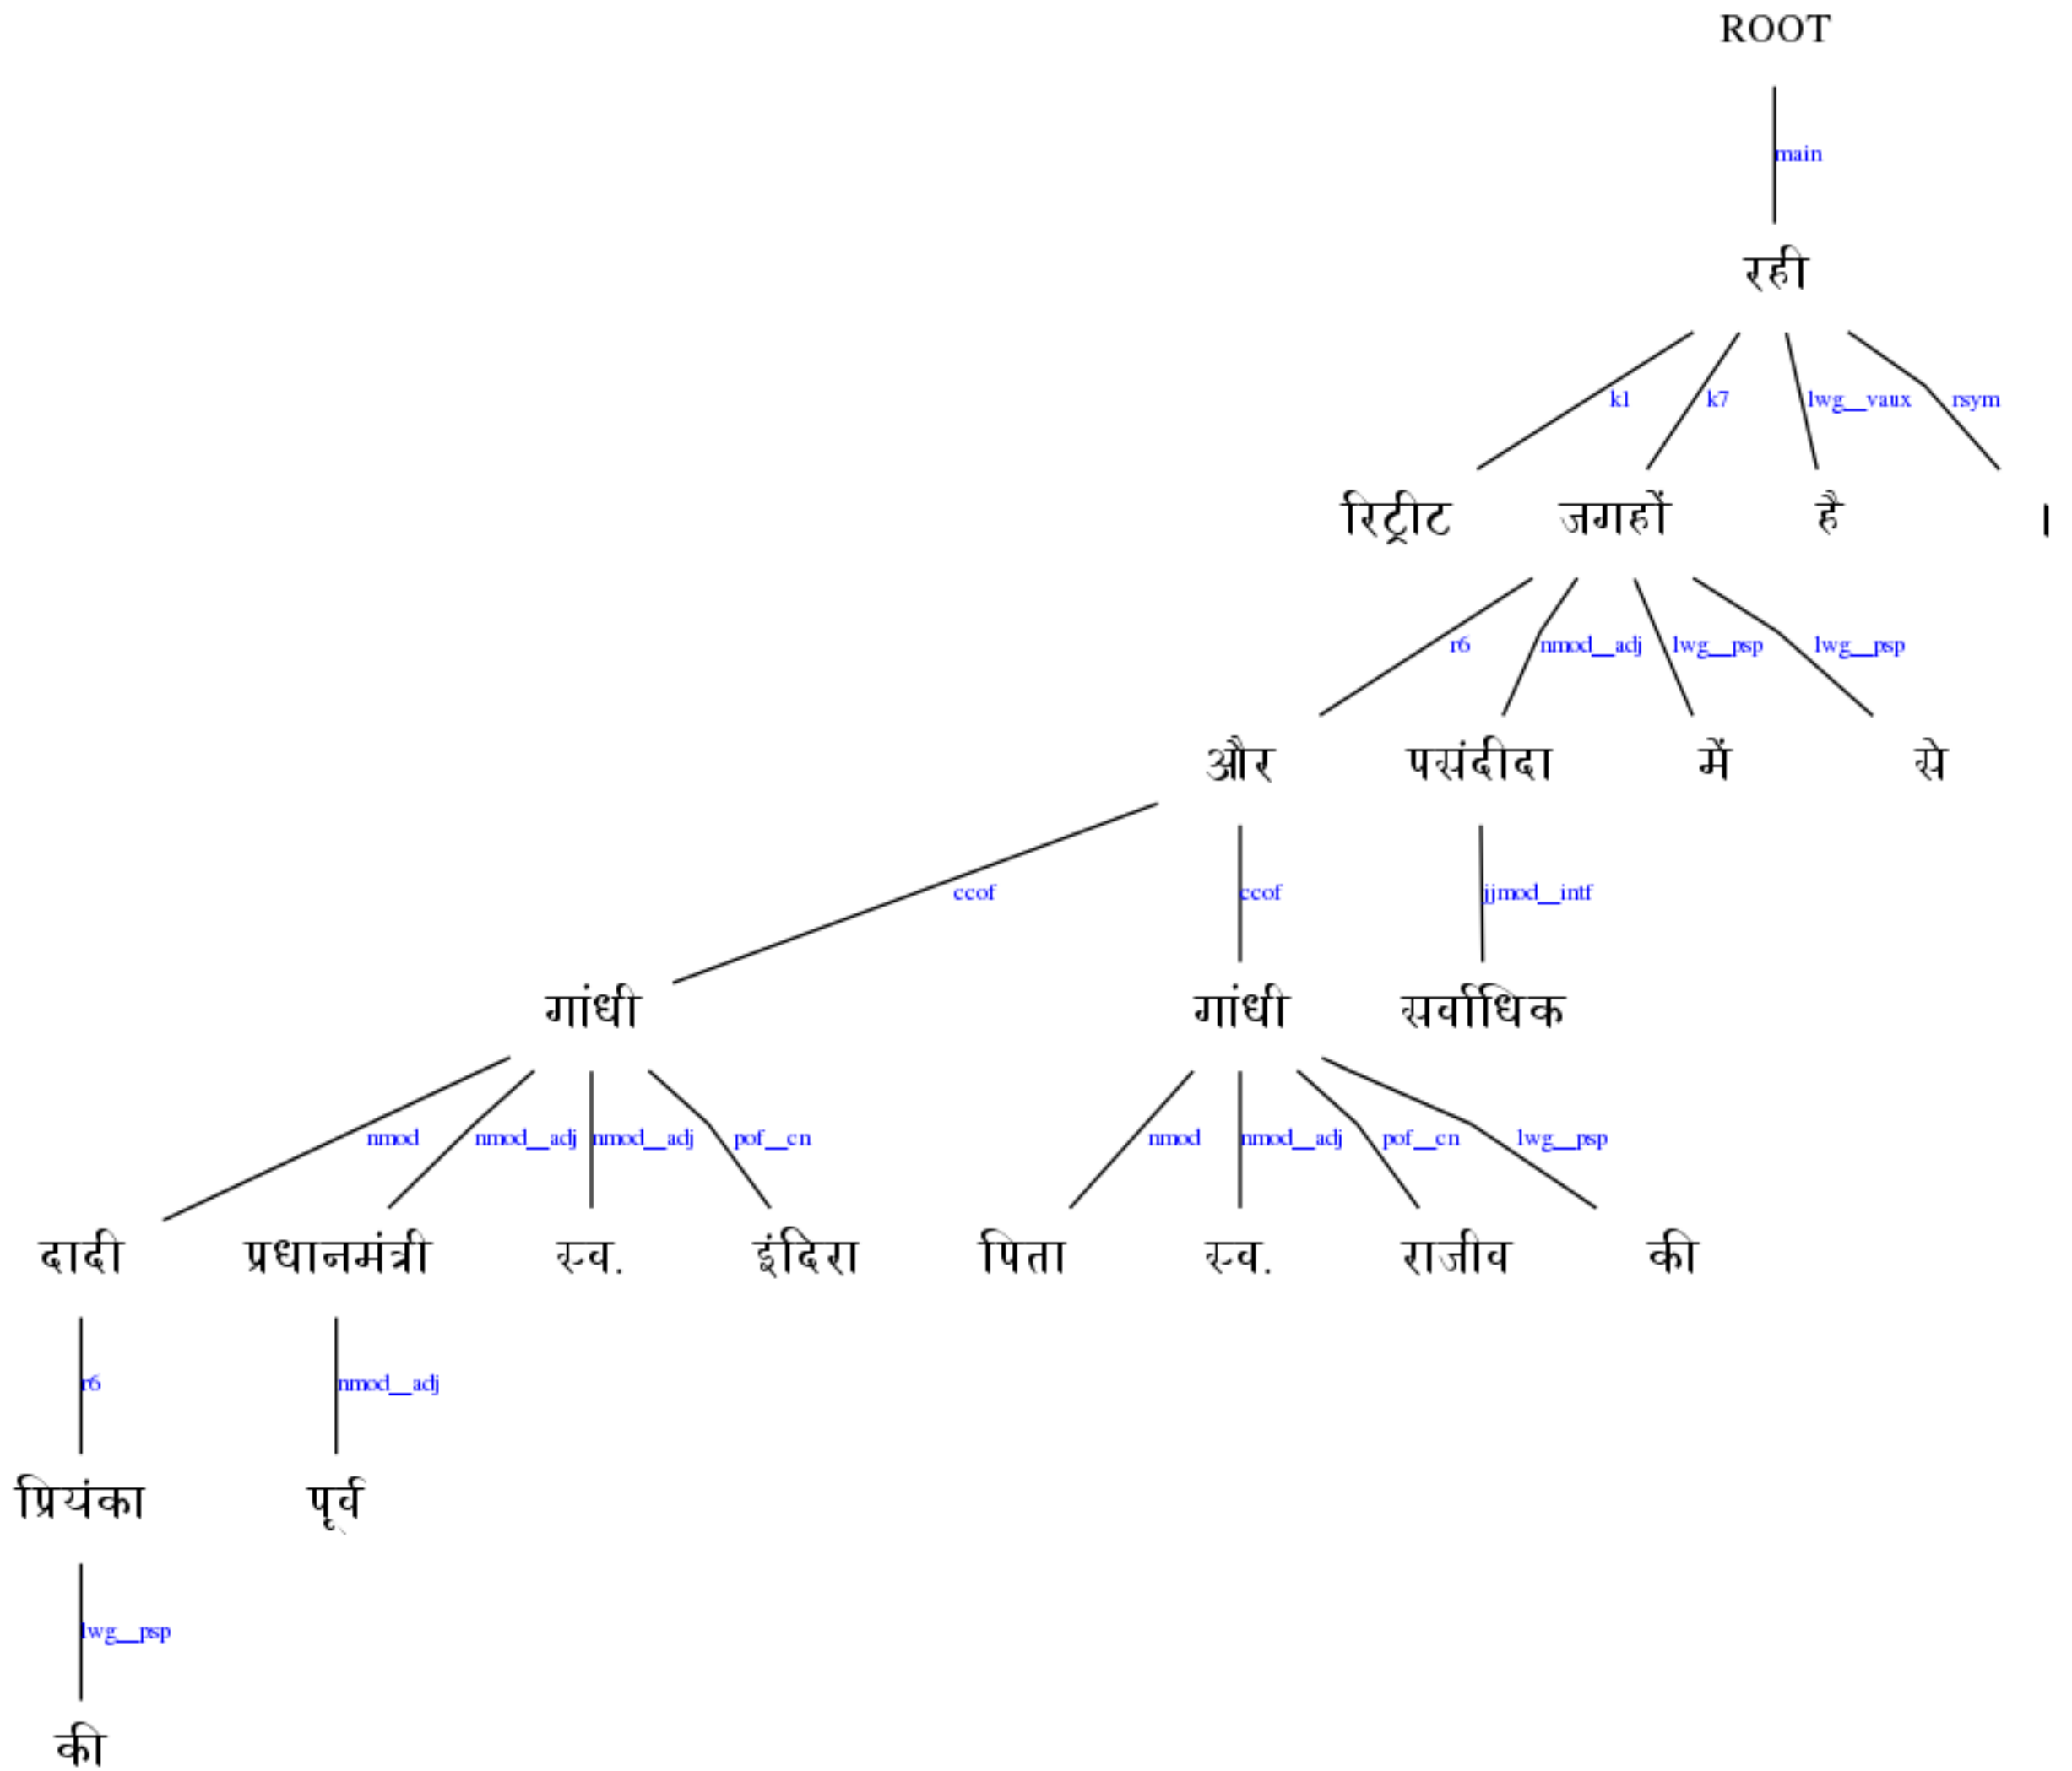 ROOT
main
रही
k1 k7 lwg__vaux rsym
रिट्रीट जगहों है ।
r6 nmod__adj lwg__psp lwg__psp
और पसंदीदा में से
ccof ccof jjmod__intf
गांधी गांधी सर्वाधिक
nmod nmod__adj nmod__adj pof__cn nmod nmod__adj pof__cn lwg__psp
दादी प्रधानमंत्री स्व. इंदिरा पिता स्व. राजीव की
r6 nmod__adj
प्रियंका पूर्व
lwg__psp
की